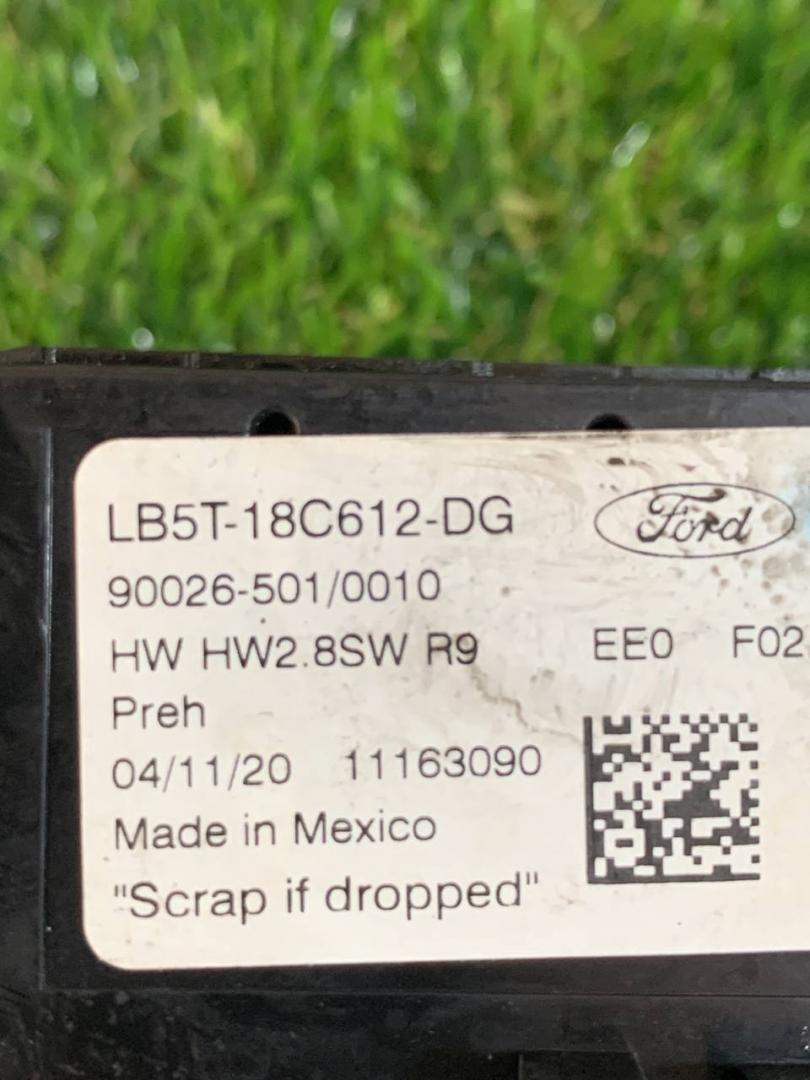 LB5T-18C612-DG Ford
90026-501/0010
HW HW2.8SW R9 EE0 F02
Preh
04/11/20 11163090
Made in Mexico
"Scrap if dropped"